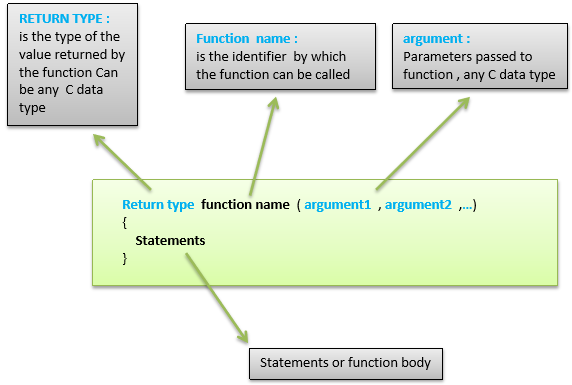 RETURN TYPE :
is the type of the
value returned by
the function Can
be any C data
type
Function name :
is the identifier by which
the function can be called
argument :
Parameters passed to
function , any C data type
Return type function name ( argument1 , argument2 ,...)
{
Statements
}
Statements or function body